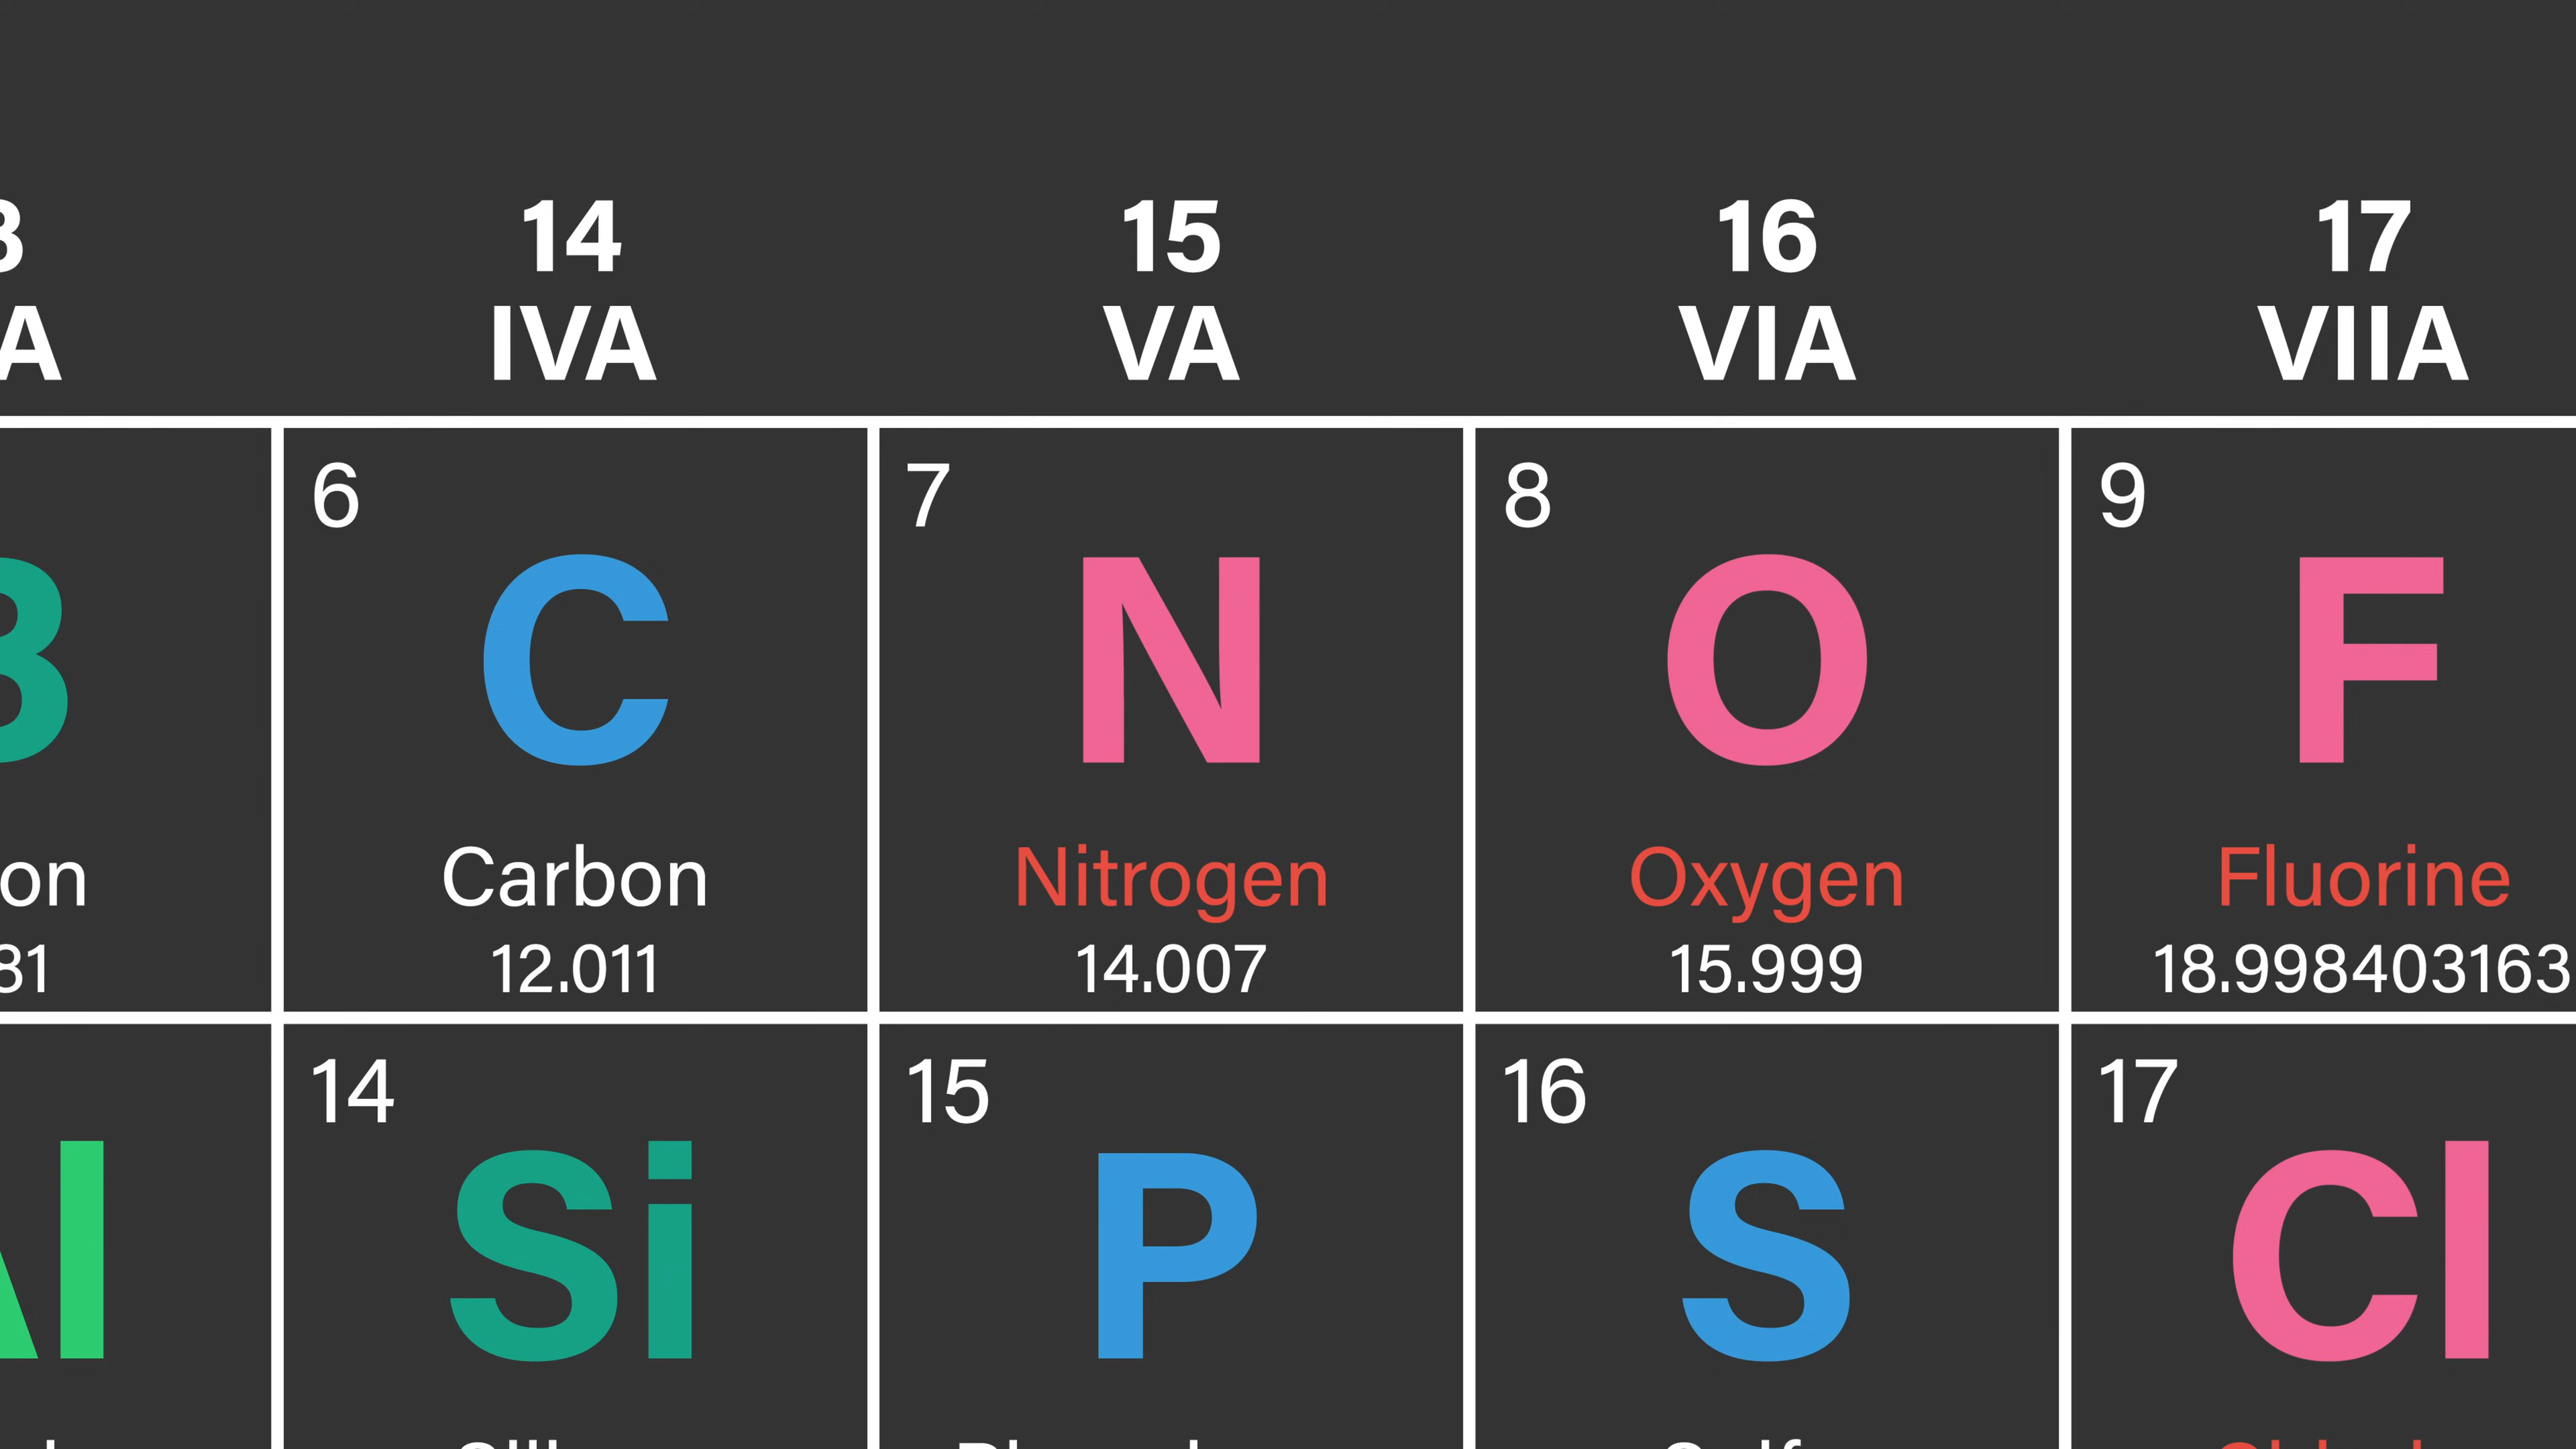 14 15 16 17
IVA VA VIA VIIA
6 7 8 9
C N O F
Carbon Nitrogen Oxygen Fluorine
12.011 14.007 15.999 18.998403163
14 15 16 17
Si P S Cl